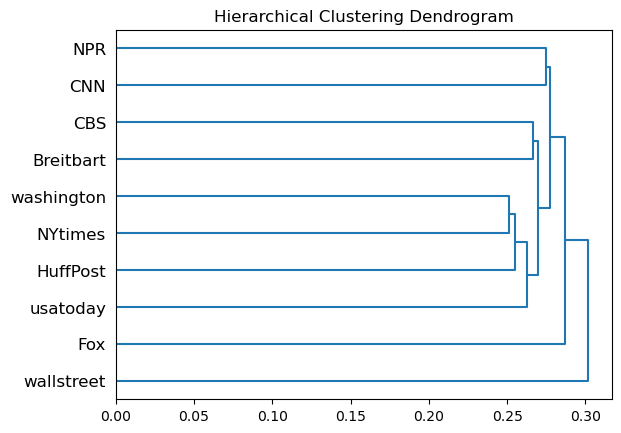 Hierarchical Clustering Dendrogram
NPR
CNN
CBS
Breitbart
washington
NYtimes
HuffPost
usatoday
Fox
wallstreet
0.00 0.05 0.10 0.15 0.20 0.25 0.30